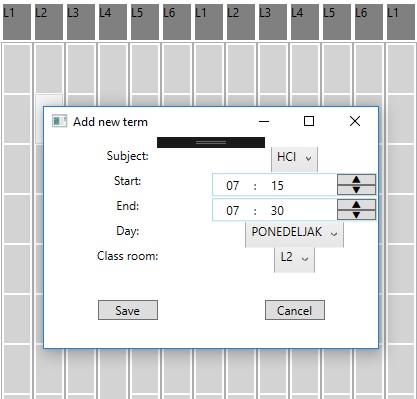 L1 L2 L3 L4 L5 L6 L1 L2 L3 L4 L5 L6 L1
Add new term
Subject: HCI
Start: 07 : 15
End: 07 : 30
Day: PONEDELJAK
Class room: L2
Save Cancel